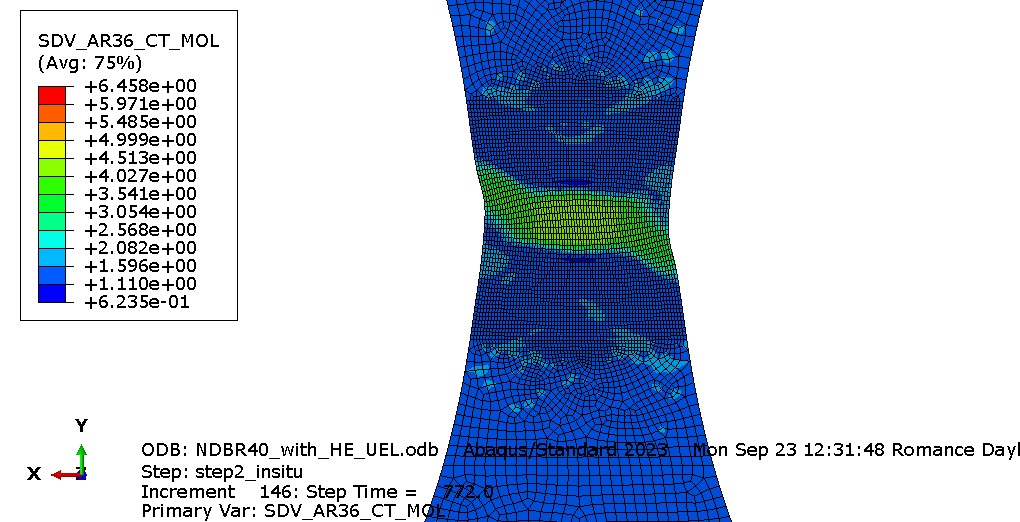 SDV_AR36_CT_MOL
(Avg: 75%)
+6.458e+00
+5.971e+00
+5.485e+00
+4.999e+00
+4.513e+00
+4.027e+00
+3.541e+00
+3.054e+00
+2.568e+00
+2.082e+00
+1.596e+00
+1.110e+00
+6.235e-01
Y
X
Z
ODB: NDBR40_with_HE_UEL.odb Abaqus/Standard 2023 Mon Sep 23 12:31:48 Romance Dayl
Step: step2_insitu
Increment 146: Step Time = 772.0
Primary Var: SDV_AR36_CT_MOL